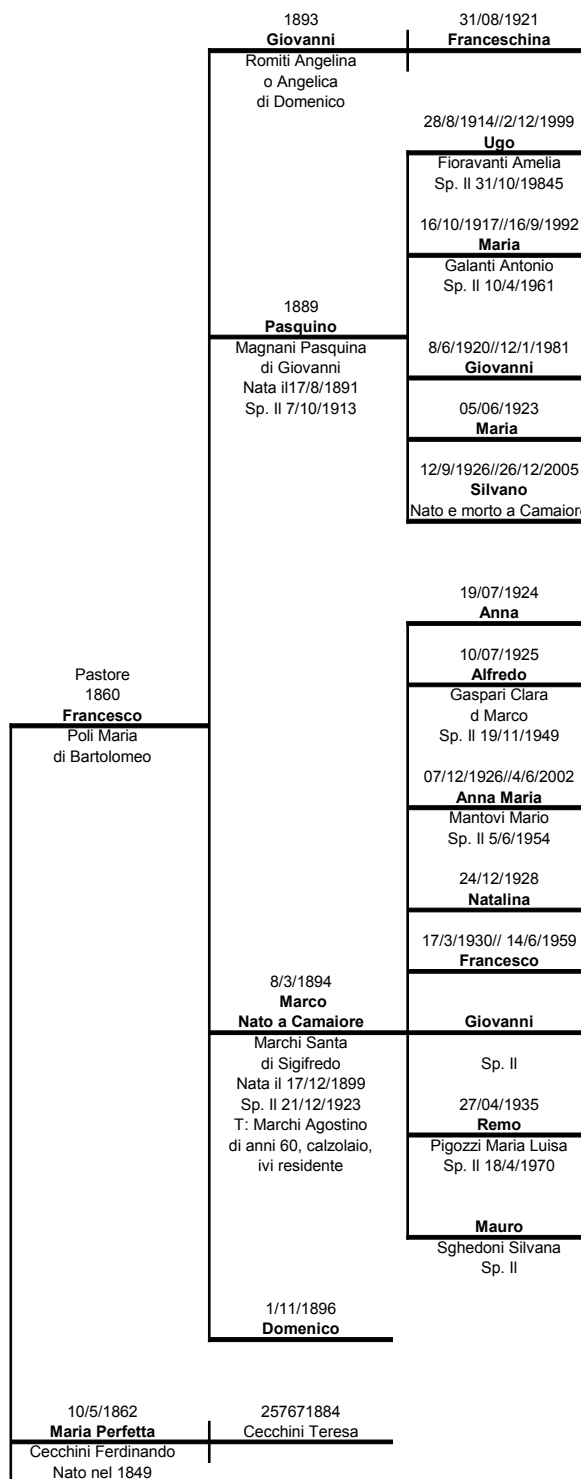 1893
Giovanni
Romiti Angelina
o Angelica
di Domenico
31/08/1921
Franceschina
28/8/1914//2/12/1999
Ugo
Fioravanti Amelia
Sp. Il 31/10/19845
16/10/1917//16/9/1992
Maria
Galanti Antonio
Sp. Il 10/4/1961
1889
Pasquino
Magnani Pasquina
di Giovanni
Nata il17/8/1891
Sp. Il 7/10/1913
8/6/1920//12/1/1981
Giovanni
05/06/1923
Maria
12/9/1926//26/12/2005
Silvano
Nato e morto a Camaiore
19/07/1924
Anna
10/07/1925
Alfredo
Gaspari Clara
d Marco
Sp. Il 19/11/1949
Pastore
1860
Francesco
Poli Maria
di Bartolomeo
07/12/1926//4/6/2002
Anna Maria
Mantovi Mario
Sp. Il 5/6/1954
24/12/1928
Natalina
17/3/1930// 14/6/1959
Francesco
8/3/1894
Marco
Nato a Camaiore
Marchi Santa
di Sigifredo
Nata il 17/12/1899
Sp. Il 21/12/1923
T: Marchi Agostino
di anni 60, calzolaio,
ivi residente
Giovanni
Sp. Il
27/04/1935
Remo
Pigozzi Maria Luisa
Sp. Il 18/4/1970
Mauro
Sghedoni Silvana
Sp. Il
1/11/1896
Domenico
10/5/1862
Maria Perfetta
Cecchini Ferdinando
Nato nel 1849
257671884
Cecchini Teresa